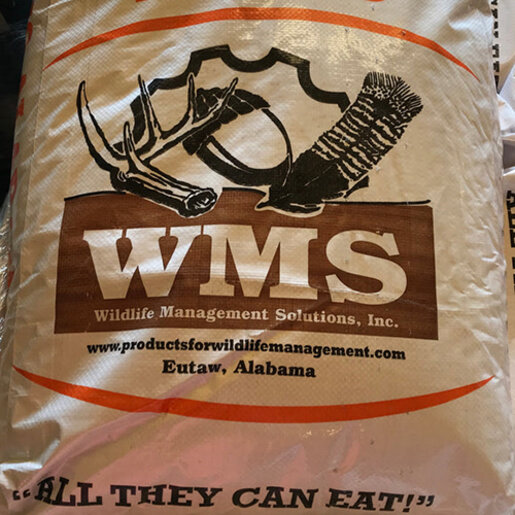 WMS
Wildlife Management Solutions, Inc.
www.productsforwildlifemanagement.com
Eutaw, Alabama
"ALL THEY CAN EAT!"